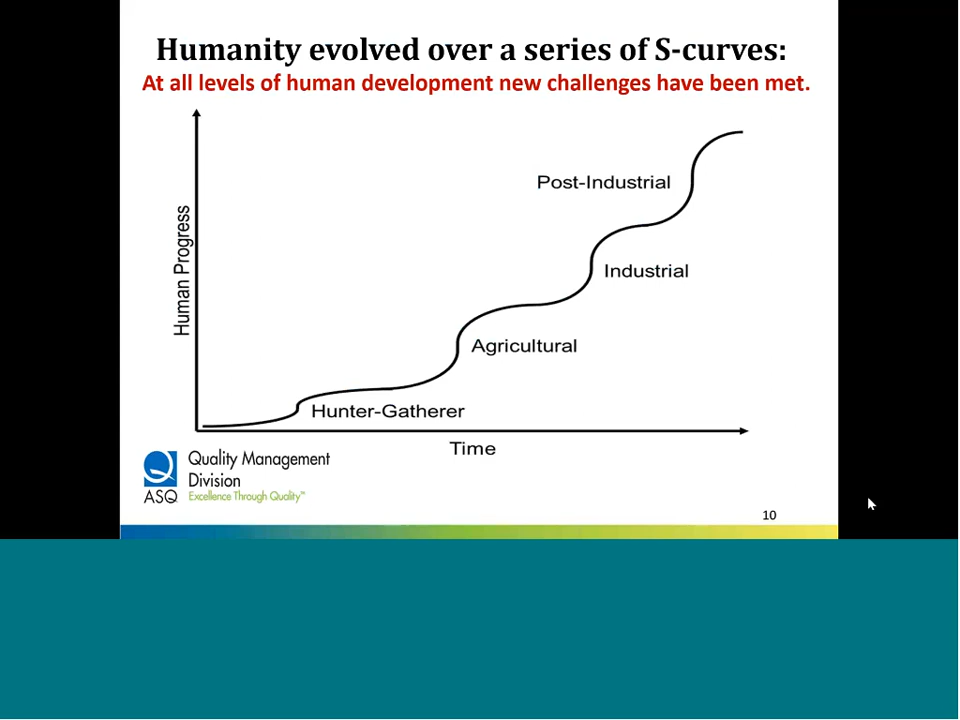 Humanity evolved over a series of S-curves:
At all levels of human development new challenges have been met.
Post-Industrial
Industrial
Human Progress
Agricultural
Hunter-Gatherer
Time
Quality Management
Division
ASQ
Excellence Through Quality™
10